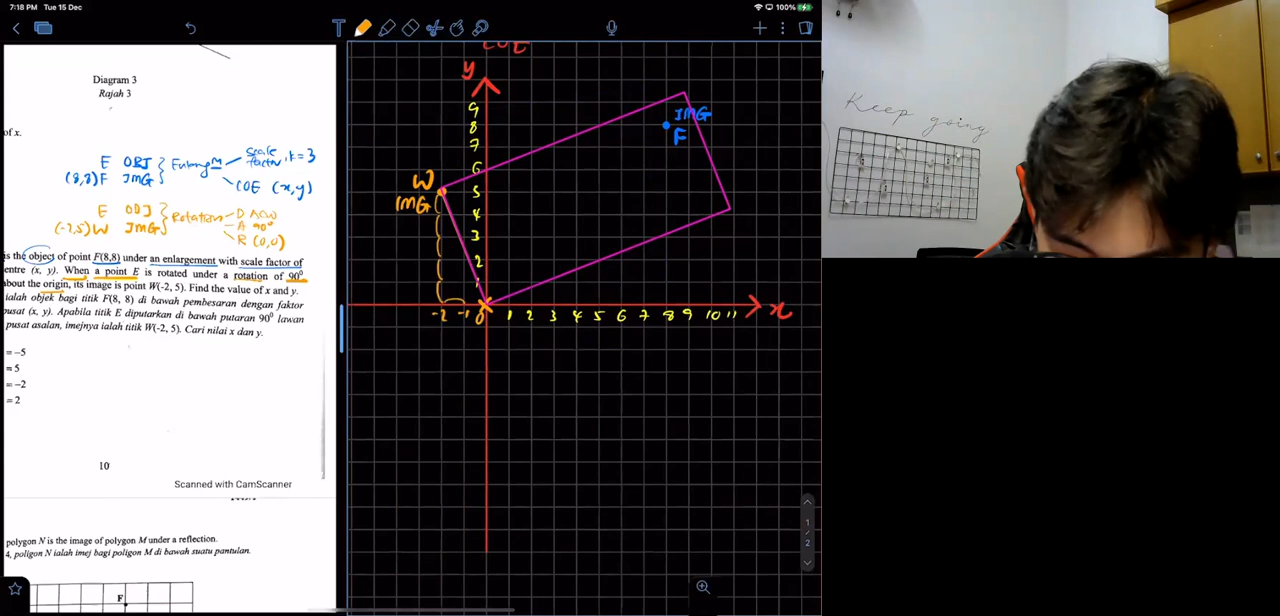 7:18 PM Tue 15 Dec
100%
T
Diagram 3
Rajah 3
of x.
E OBJ
(8,8) F IMG
Scale factor, k = 3
COE (x,y)
E OBJ
(-2,5) W IMG
Rotation
D ACW
A 90°
R (0,0)
is the object of point F(8,8) under an enlargement with scale factor of
entre (x, y). When a point E is rotated under a rotation of 90°
about the origin, its image is point W(-2, 5). Find the value of x and y.
ialah objek bagi titik F(8, 8) di bawah pembesaran dengan faktor
pusat (x, y). Apabila titik E diputarkan di bawah putaran 90° lawan
pusat asalan, imejnya ialah titik W(-2, 5). Cari nilai x dan y.
= −5
= 5
= −2
= 2
10
Scanned with CamScanner
polygon N is the image of polygon M under a reflection.
4, poligon N ialah imej bagi poligon M di bawah suatu pantulan.
F
COE
y
9
8
7
6
5
4
3
2
1
W
IMG
IMG
F
-2 -1 0 1 2 3 4 5 6 7 8 9 10 11
x
1
2
Keep going